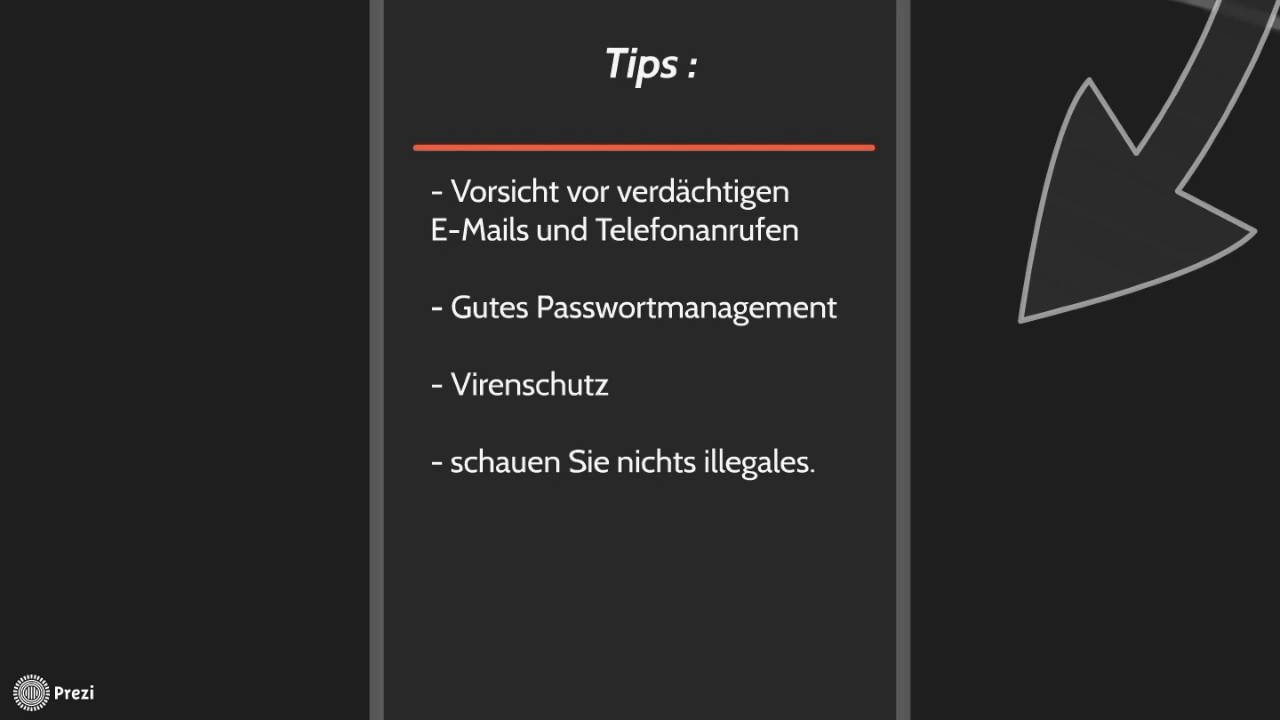 Tips :
- Vorsicht vor verdächtigen
E-Mails und Telefonanrufen
- Gutes Passwortmanagement
- Virenschutz
- schauen Sie nichts illegales.
Prezi